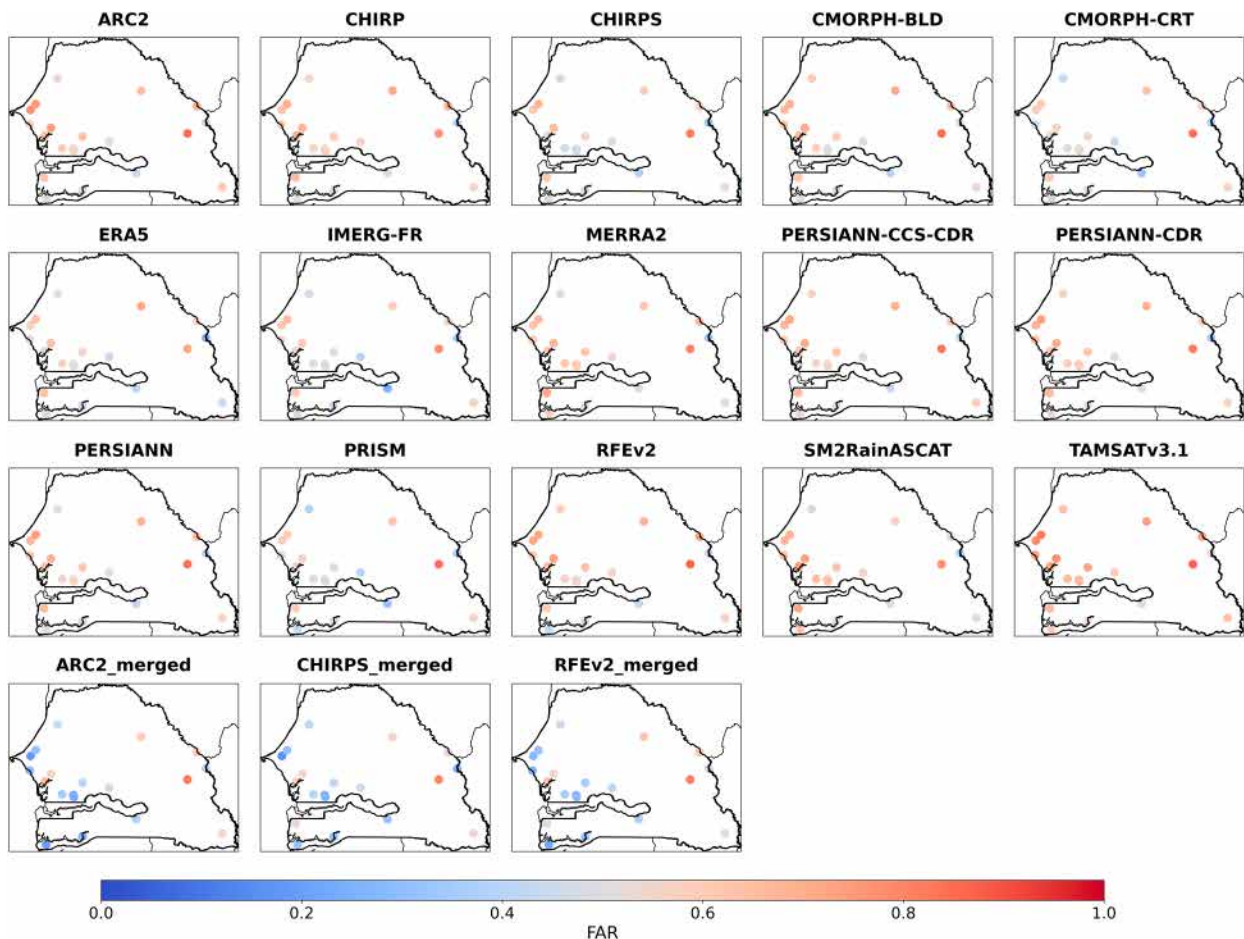 ARC2 CHIRP CHIRPS CMORPH-BLD CMORPH-CRT
ERA5 IMERG-FR MERRA2 PERSIANN-CCS-CDR PERSIANN-CDR
PERSIANN PRISM RFEv2 SM2RainASCAT TAMSATv3.1
ARC2_merged CHIRPS_merged RFEv2_merged
0.0 0.2 0.4 0.6 0.8 1.0
FAR